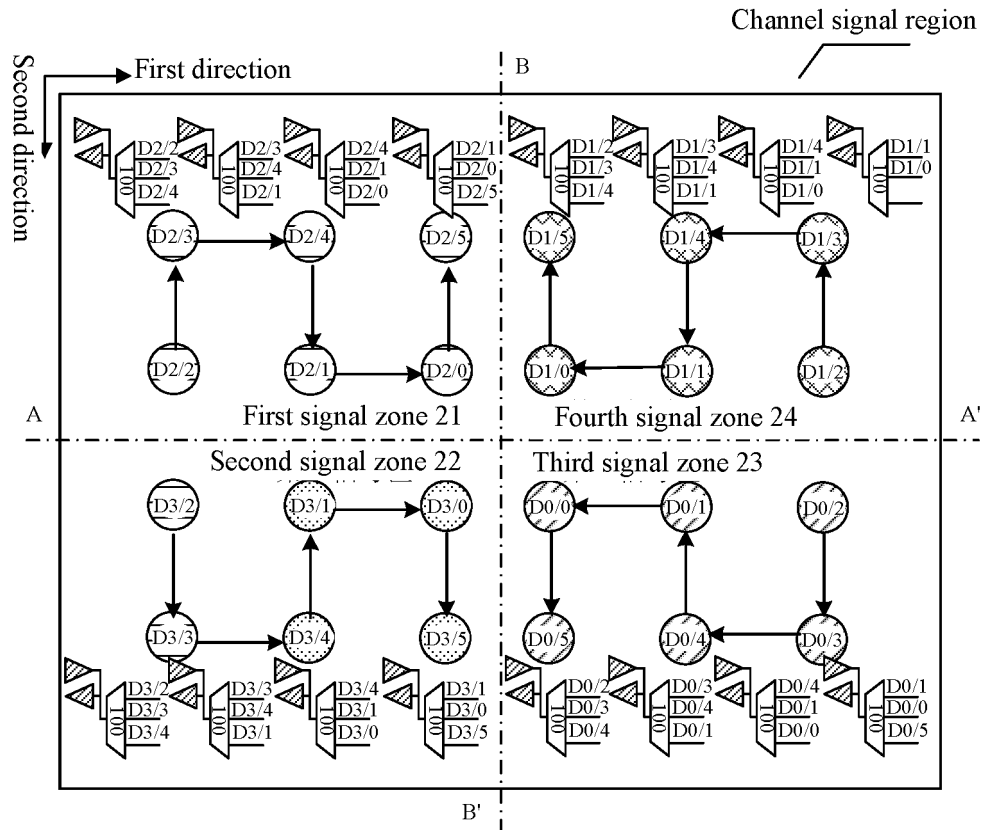 Channel signal region
First direction
Second direction
B
D2/2 D2/3 D2/4 D2/1 D1/2 D1/3 D1/4 D1/1
D2/3 D2/4 D2/1 D2/0 D1/3 D1/4 D1/1 D1/0
D2/4 D2/1 D2/0 D2/5 D1/4 D1/1 D1/0
100 100 100 100 100 100 100 100
D2/3 D2/4 D2/5 D1/5 D1/4 D1/3
D2/2 D2/1 D2/0 D1/0 D1/1 D1/2
First signal zone 21 Fourth signal zone 24
A A'
Second signal zone 22 Third signal zone 23
D3/2 D3/1 D3/0 D0/0 D0/1 D0/2
D3/3 D3/4 D3/5 D0/5 D0/4 D0/3
D3/2 D3/3 D3/4 D3/1 D0/2 D0/3 D0/4 D0/1
D3/3 D3/4 D3/1 D3/0 D0/3 D0/4 D0/1 D0/0
D3/4 D3/1 D3/0 D3/5 D0/4 D0/1 D0/0 D0/5
100 100 100 100 100 100 100 100
B'